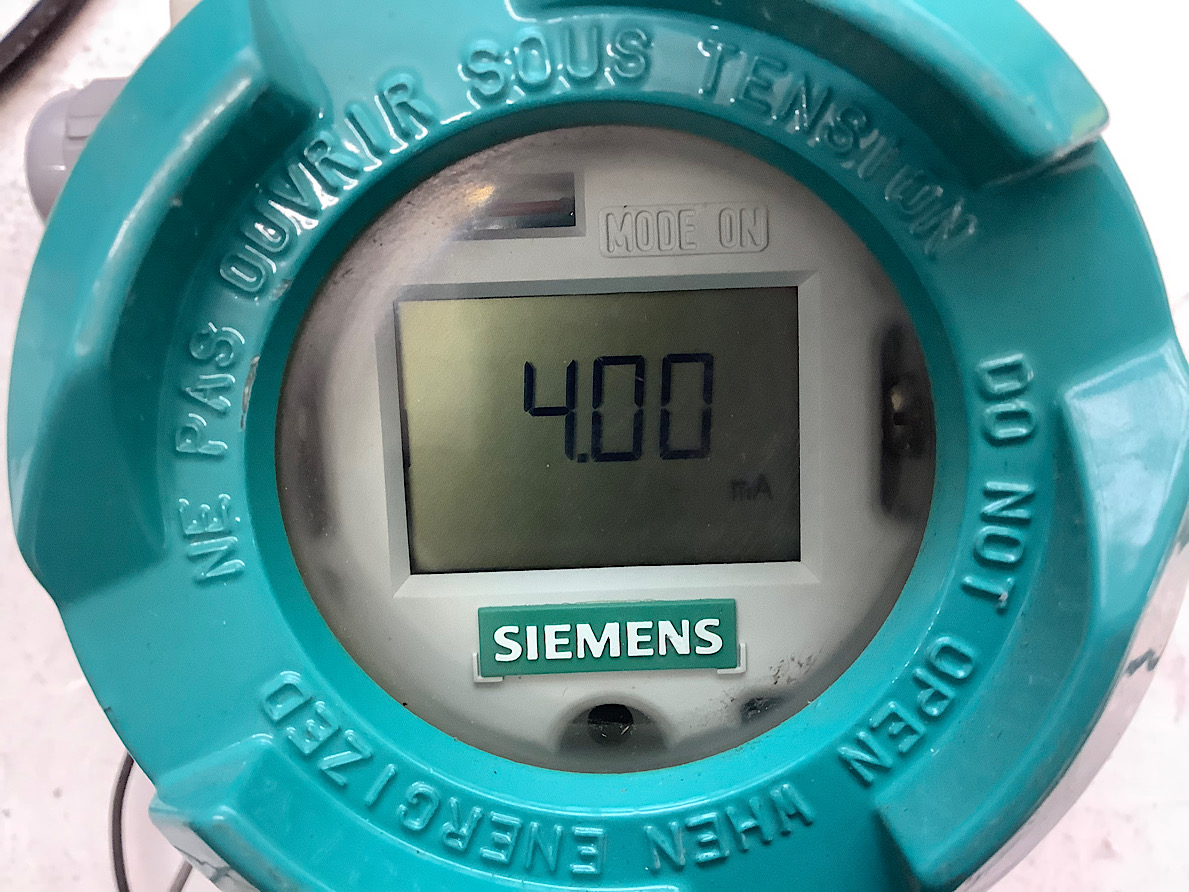 NE PAS OUVRIR SOUS TENSION
MODE ON
4.00
mA
SIEMENS
DO NOT OPEN WHEN ENERGIZED